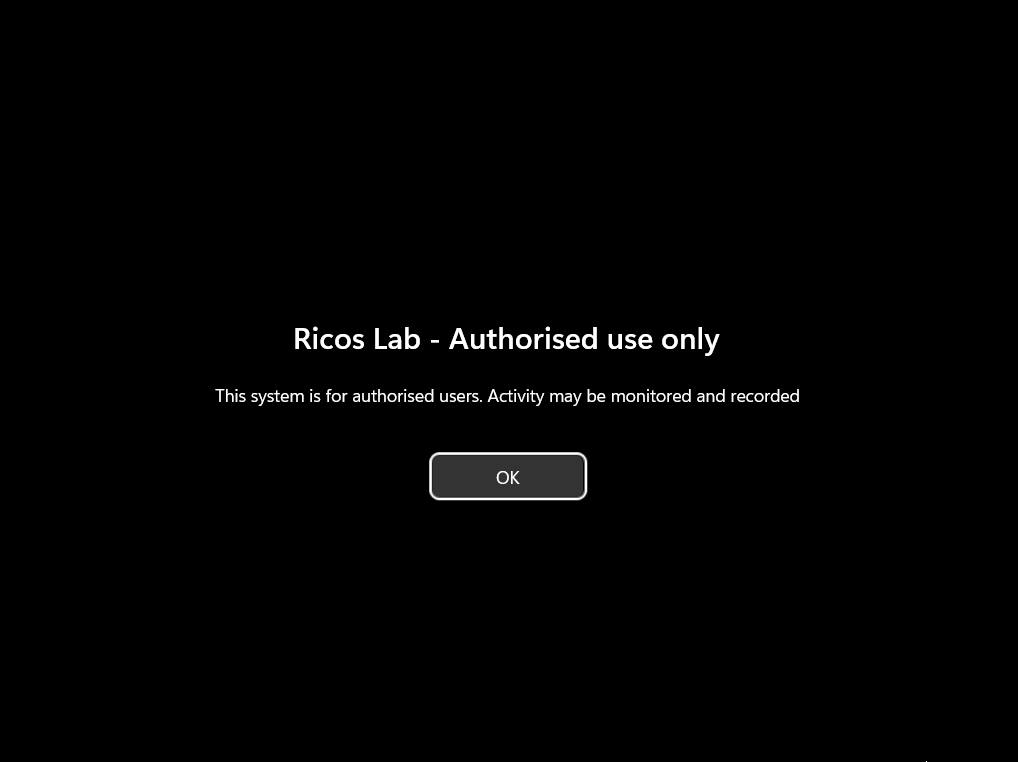 Ricos Lab - Authorised use only
This system is for authorised users. Activity may be monitored and recorded
OK